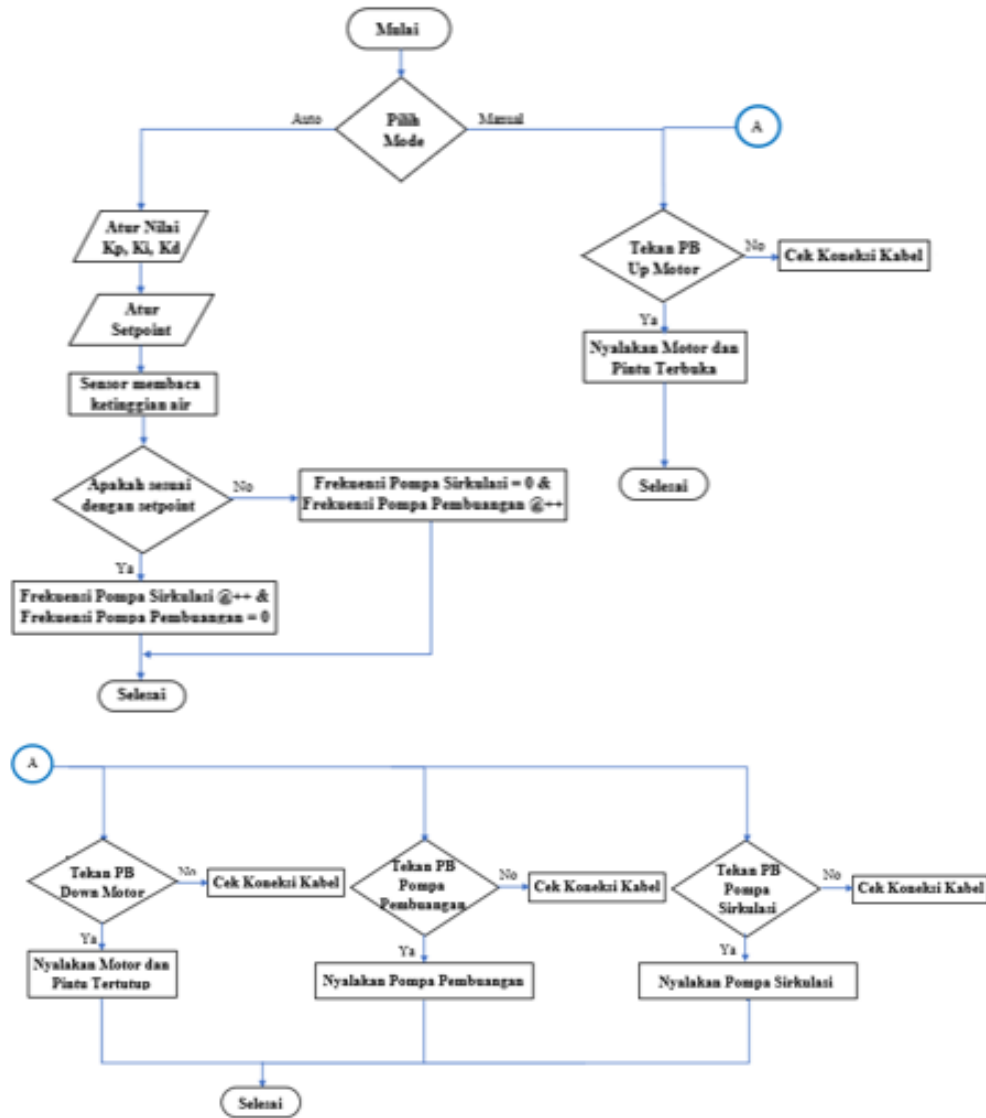 Mulai
Auto
Pilih
Mode
Manual
A
Atur Nilai
Kp, Ki, Kd
Tekan PB
Up Motor
No
Cek Koneksi Kabel
Atur
Setpoint
Ya
Nyalakan Motor dan
Pintu Terbuka
Sensor membaca
ketinggian air
Apakah sesuai
dengan setpoint
No
Frekuensi Pompa Sirkulasi = 0 &
Frekuensi Pompa Pembuangan @++
Selesai
Ya
Frekuensi Pompa Sirkulasi @++ &
Frekuensi Pompa Pembuangan = 0
Selesai
A
Tekan PB
Down Motor
No
Cek Koneksi Kabel
Tekan PB
Pompa
Pembuangan
No
Cek Koneksi Kabel
Tekan PB
Pompa
Sirkulasi
No
Cek Koneksi Kabel
Ya
Nyalakan Motor dan
Pintu Tertutup
Ya
Nyalakan Pompa Pembuangan
Ya
Nyalakan Pompa Sirkulasi
Selesai